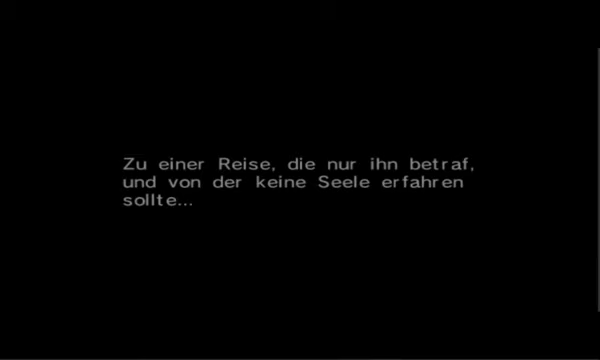 Zu einer Reise, die nur ihn betraf,
und von der keine Seele erfahren
sollte...